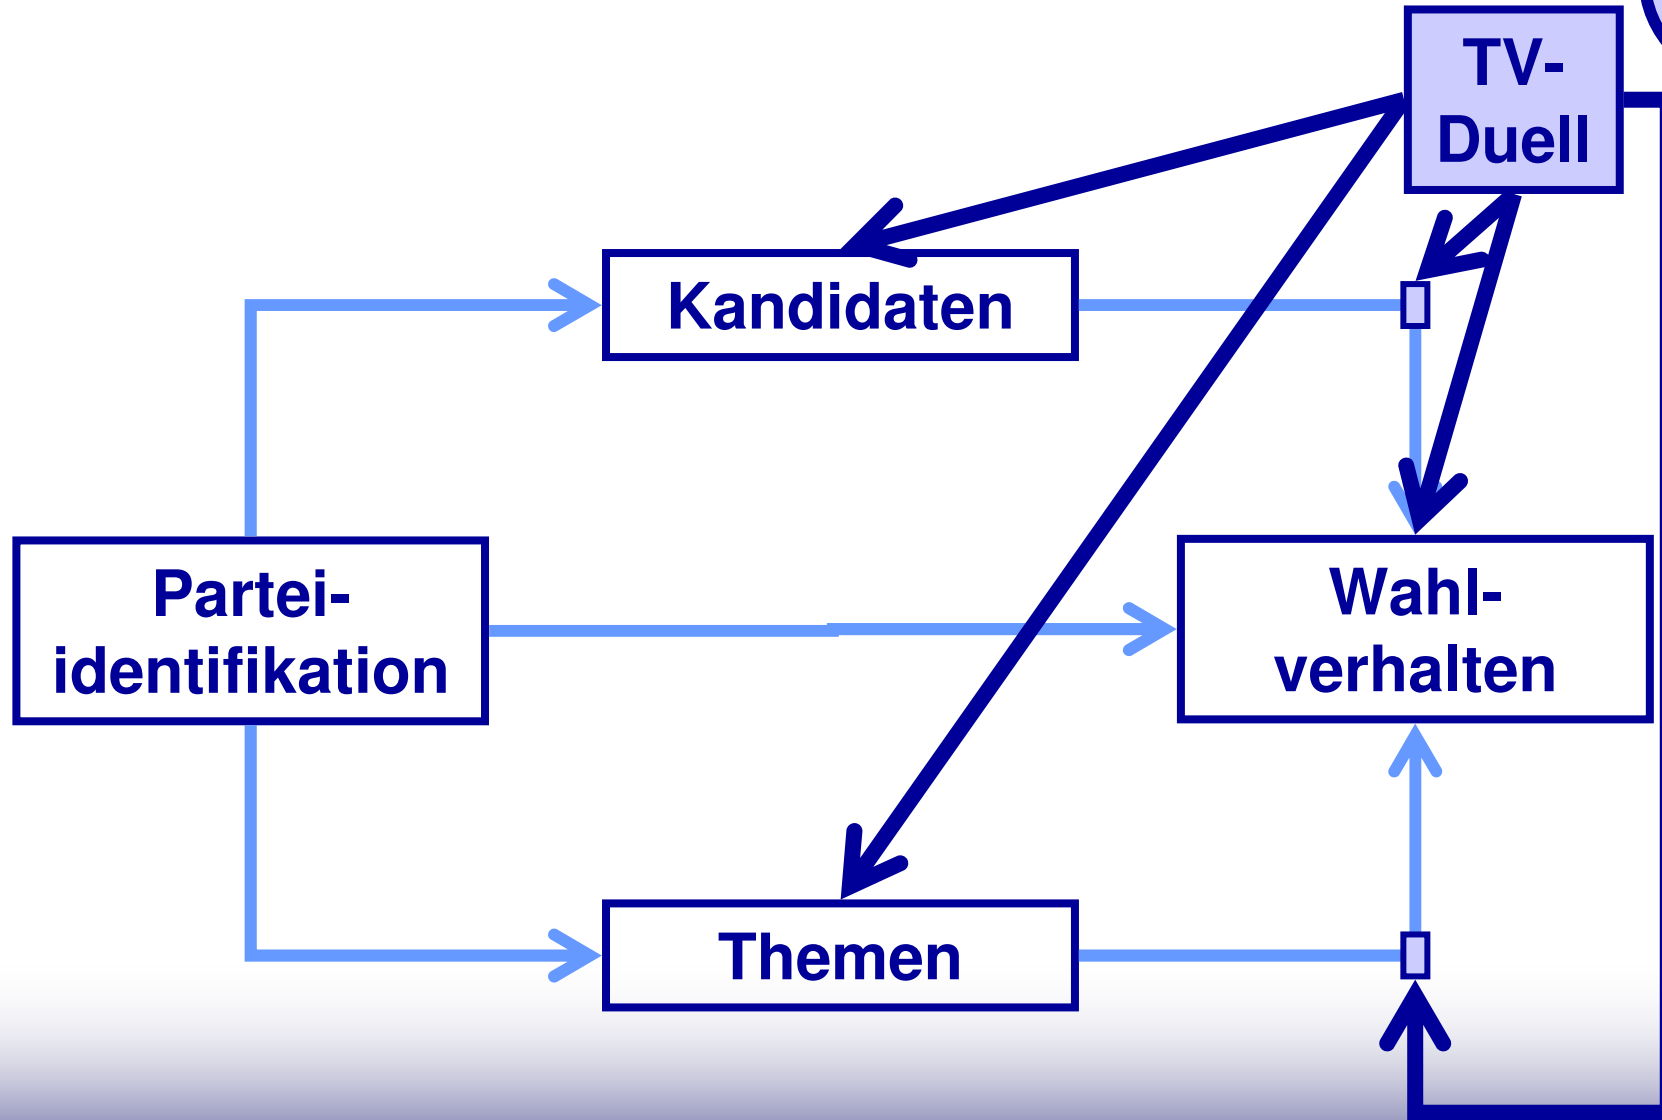 TV-
Duell
Kandidaten
Partei-
identifikation
Wahl-
verhalten
Themen